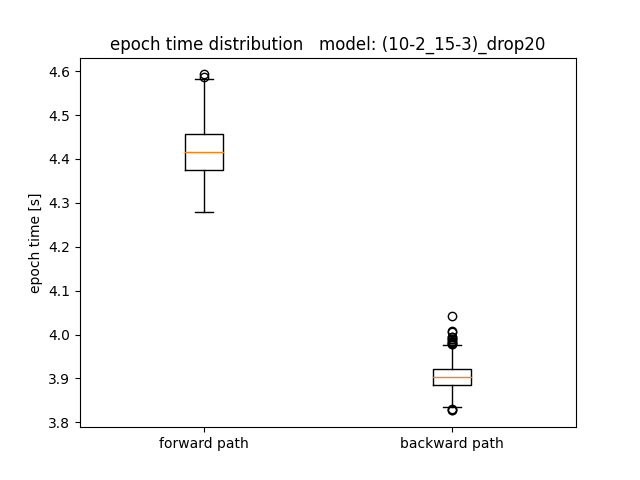 epoch time distribution   model: (10-2_15-3)_drop20
4.6
4.5
4.4
4.3
4.2
4.1
4.0
3.9
3.8
epoch time [s]
forward path
backward path